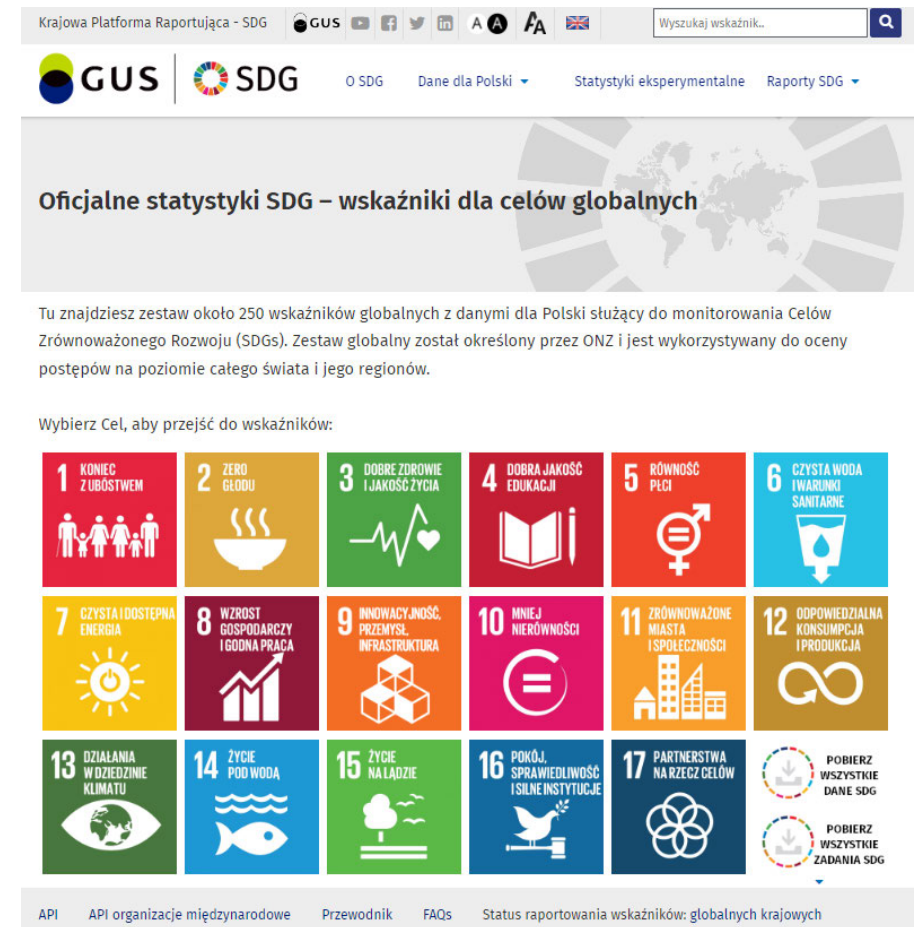 Krajowa Platforma Raportująca - SDG GUS A A AA Wyszukaj wskaźnik..
GUS SDG O SDG Dane dla Polski Statystyki eksperymentalne Raporty SDG
Oficjalne statystyki SDG – wskaźniki dla celów globalnych
Tu znajdziesz zestaw około 250 wskaźników globalnych z danymi dla Polski służący do monitorowania Celów
Zrównoważonego Rozwoju (SDGs). Zestaw globalny został określony przez ONZ i jest wykorzystywany do oceny
postępów na poziomie całego świata i jego regionów.
Wybierz Cel, aby przejść do wskaźników:
1 KONIEC
Z UBÓSTWEM
2 ZERO
GŁODU
3 DOBRE ZDROWIE
I JAKOŚĆ ŻYCIA
4 DOBRA JAKOŚĆ
EDUKACJI
5 RÓWNOŚĆ
PŁCI
6 CZYSTA WODA
I WARUNKI
SANITARNE
7 CZYSTA I DOSTĘPNA
ENERGIA
8 WZROST
GOSPODARCZY
I GODNA PRACA
9 INNOWACYJNOŚĆ,
PRZEMYSŁ,
INFRASTRUKTURA
10 MNIEJ
NIERÓWNOŚCI
11 ZRÓWNOWAŻONE
MIASTA
I SPOŁECZNOŚCI
12 ODPOWIEDZIALNA
KONSUMPCJA
I PRODUKCJA
13 DZIAŁANIA
W DZIEDZINIE
KLIMATU
14 ŻYCIE
POD WODĄ
15 ŻYCIE
NA LĄDZIE
16 POKÓJ,
SPRAWIEDLIWOŚĆ
I SILNE INSTYTUCJE
17 PARTNERSTWA
NA RZECZ CELÓW
POBIERZ
WSZYSTKIE
DANE SDG
POBIERZ
WSZYSTKIE
ZADANIA SDG
API API organizacje międzynarodowe Przewodnik FAQs Status raportowania wskaźników: globalnych krajowych